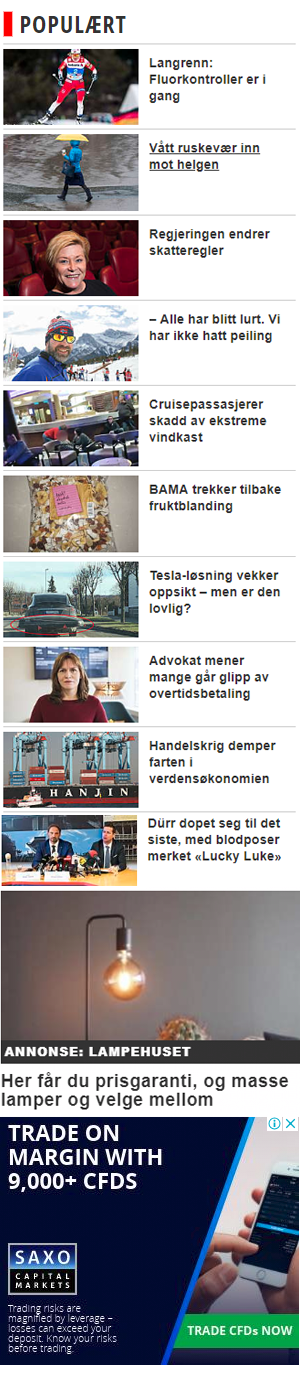 POPULÆRT
Langrenn:
Fluorkontroller er i
gang
Vått ruskevær inn
mot helgen
Regjeringen endrer
skatteregler
– Alle har blitt lurt. Vi
har ikke hatt peiling
Cruisepassasjerer
skadd av ekstreme
vindkast
BAMA trekker tilbake
fruktblanding
Tesla-løsning vekker
oppsikt – men er den
lovlig?
Advokat mener
mange går glipp av
overtidsbetaling
Handelskrig demper
farten i
verdensøkonomien
HANJIN
Dürr dopet seg til det
siste, med blodposer
merket «Lucky Luke»
ANNONSE: LAMPEHUSET
Her får du prisgaranti, og masse
lamper og velge mellom
TRADE ON
MARGIN WITH
9,000+ CFDS
SAXO
CAPITAL
MARKETS
Trading risks are
magnified by leverage –
losses can exceed your
deposit. Know your risks
before trading.
TRADE CFDs NOW